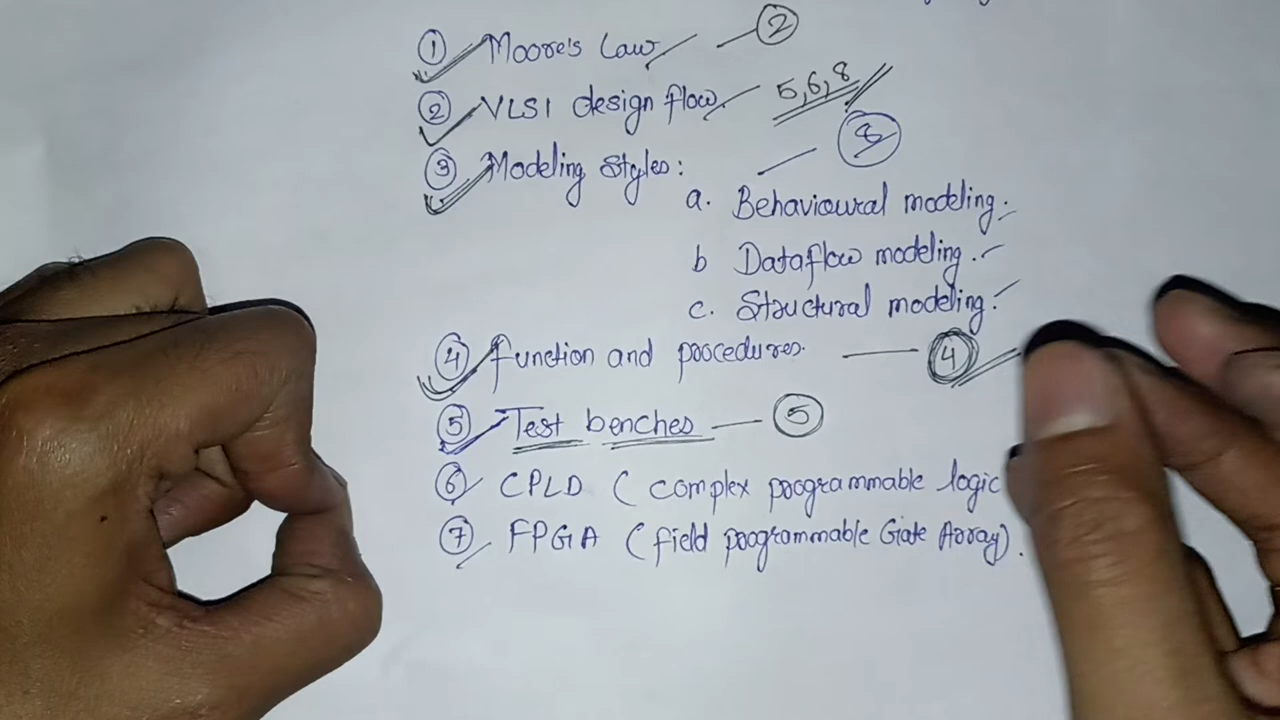 ① Moore's Law — ②
② VLSI design flow — 5,6,8
③ Modeling Styles: — ⑧
a. Behavioural modeling.
b Dataflow modeling.
c. Structural modeling.
④ function and procedures. — ④
⑤ Test benches — ⑤
⑥ CPLD ( complex programmable logic
⑦ FPGA ( field programmable Gate Array).